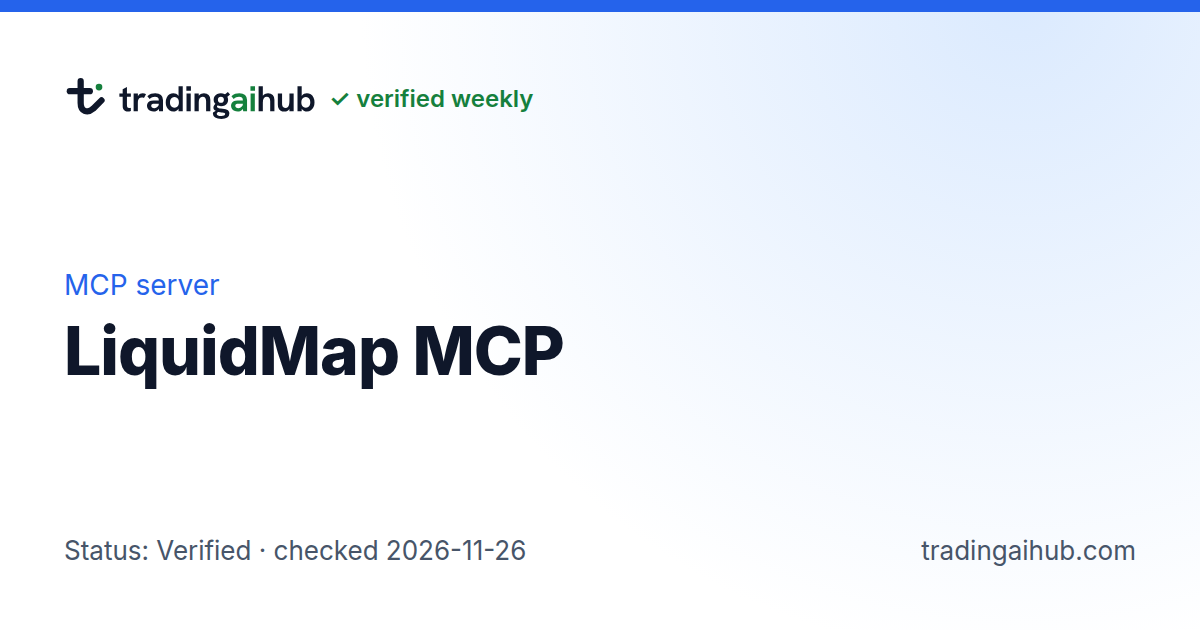 tradingaihub ✓ verified weekly
MCP server
LiquidMap MCP
Status: Verified · checked 2026-11-26
tradingaihub.com